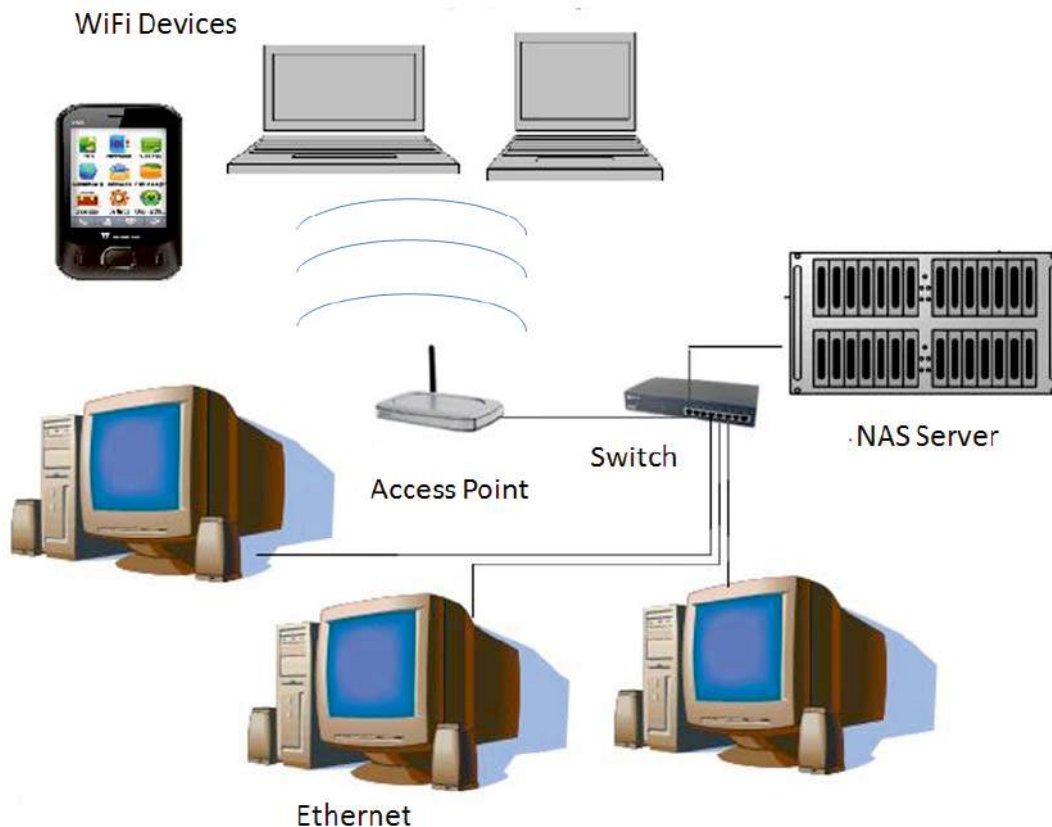 WiFi Devices
NAS Server
Switch
Access Point
Ethernet